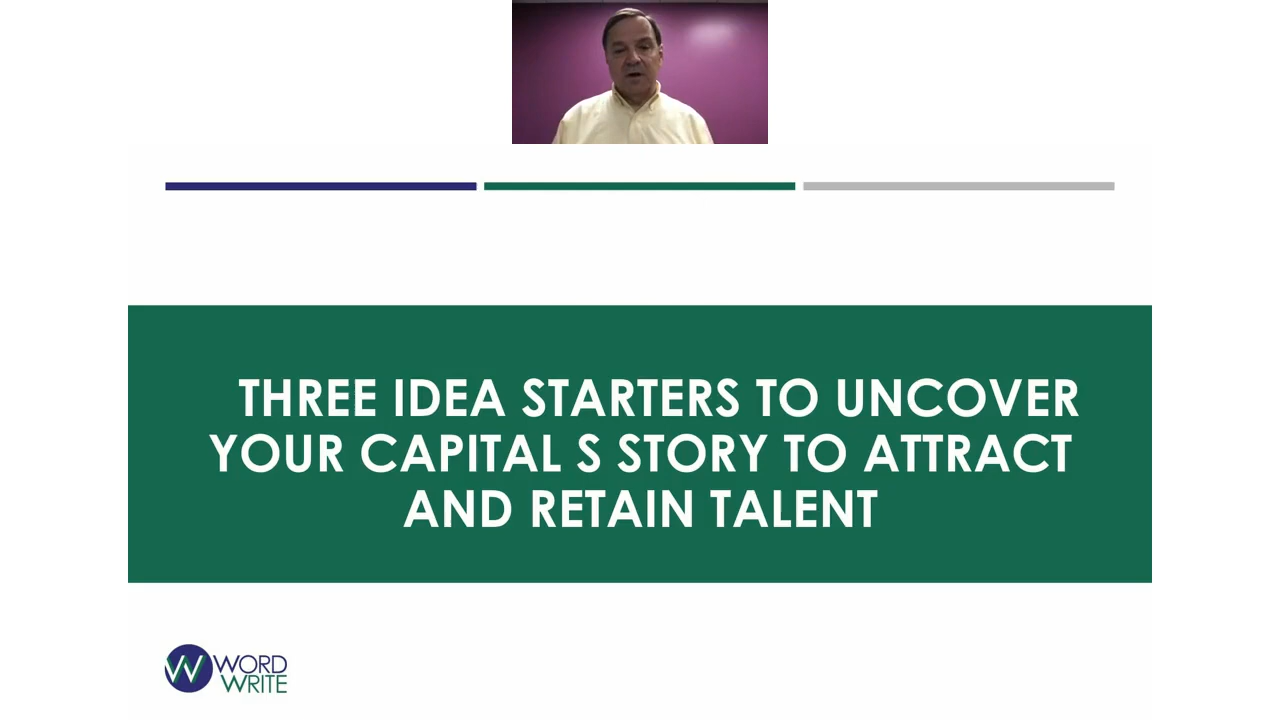 THREE IDEA STARTERS TO UNCOVER
YOUR CAPITAL S STORY TO ATTRACT
AND RETAIN TALENT
W WORD
WRITE